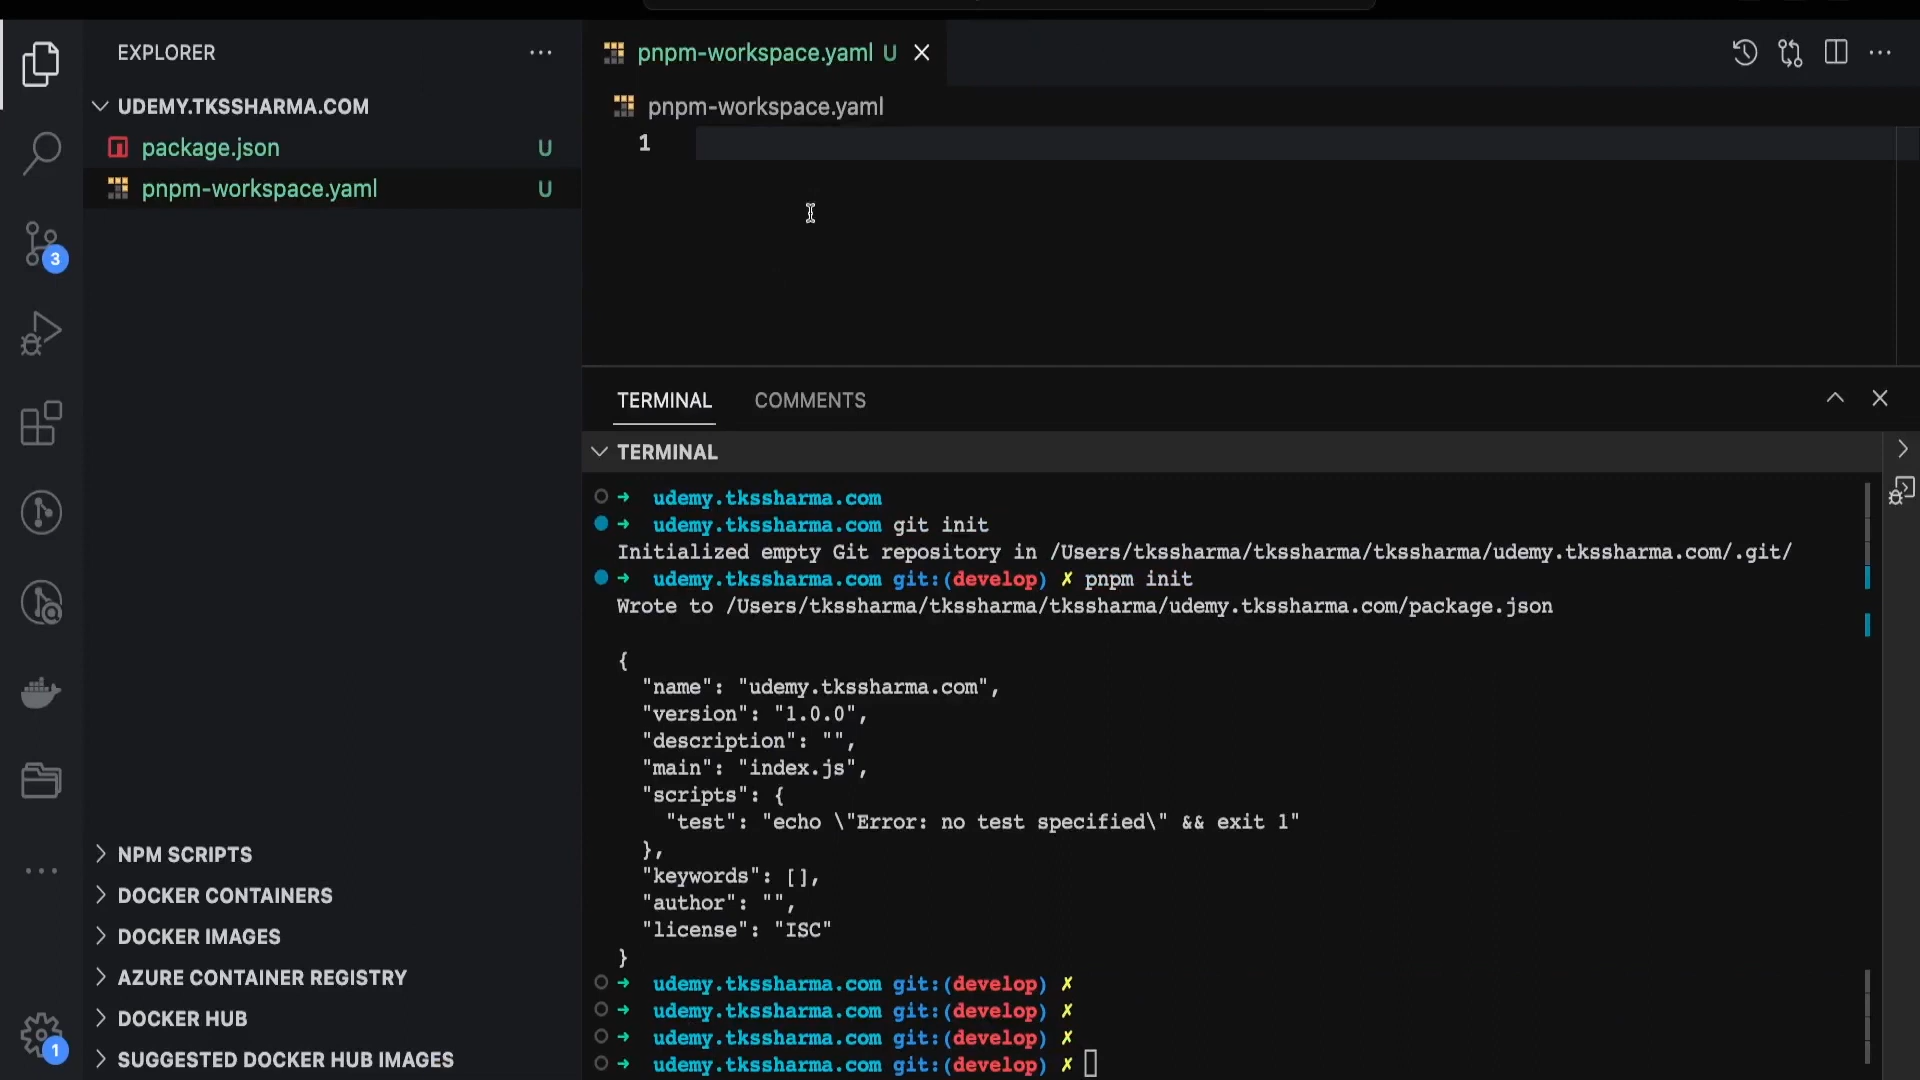 EXPLORER
UDEMY.TKSSHARMA.COM
package.json U
pnpm-workspace.yaml U
3
1
NPM SCRIPTS
DOCKER CONTAINERS
DOCKER IMAGES
AZURE CONTAINER REGISTRY
DOCKER HUB
SUGGESTED DOCKER HUB IMAGES
pnpm-workspace.yaml U
pnpm-workspace.yaml
1
TERMINAL COMMENTS
TERMINAL
➜ udemy.tkssharma.com
➜ udemy.tkssharma.com git init
Initialized empty Git repository in /Users/tkssharma/tkssharma/tkssharma/udemy.tkssharma.com/.git/
➜ udemy.tkssharma.com git:(develop) ✗ pnpm init
Wrote to /Users/tkssharma/tkssharma/tkssharma/udemy.tkssharma.com/package.json
{
"name": "udemy.tkssharma.com",
"version": "1.0.0",
"description": "",
"main": "index.js",
"scripts": {
"test": "echo \"Error: no test specified\" && exit 1"
},
"keywords": [],
"author": "",
"license": "ISC"
}
➜ udemy.tkssharma.com git:(develop) ✗
➜ udemy.tkssharma.com git:(develop) ✗
➜ udemy.tkssharma.com git:(develop) ✗
➜ udemy.tkssharma.com git:(develop) ✗